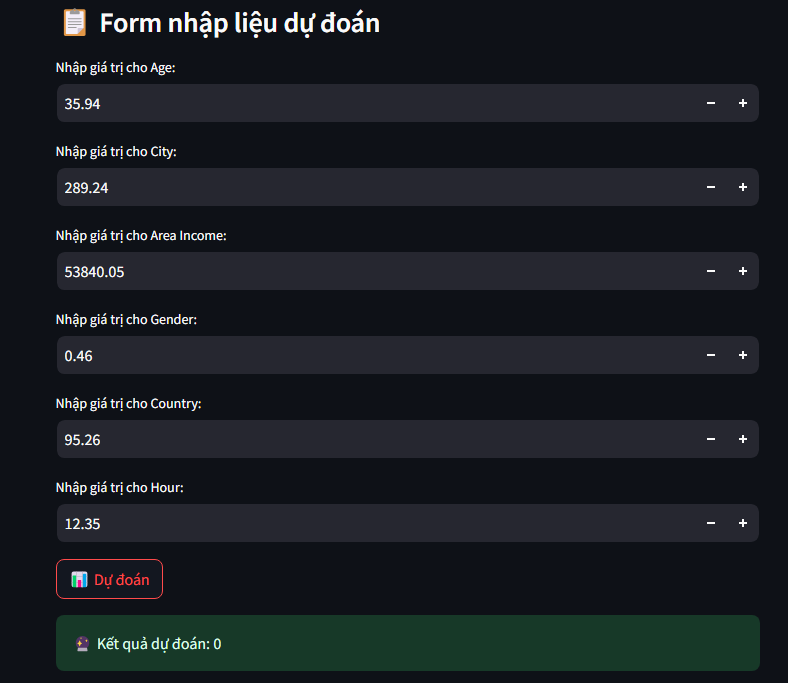 Form nhập liệu dự đoán
Nhập giá trị cho Age:
35.94
Nhập giá trị cho City:
289.24
Nhập giá trị cho Area Income:
53840.05
Nhập giá trị cho Gender:
0.46
Nhập giá trị cho Country:
95.26
Nhập giá trị cho Hour:
12.35
Dự đoán
Kết quả dự đoán: 0